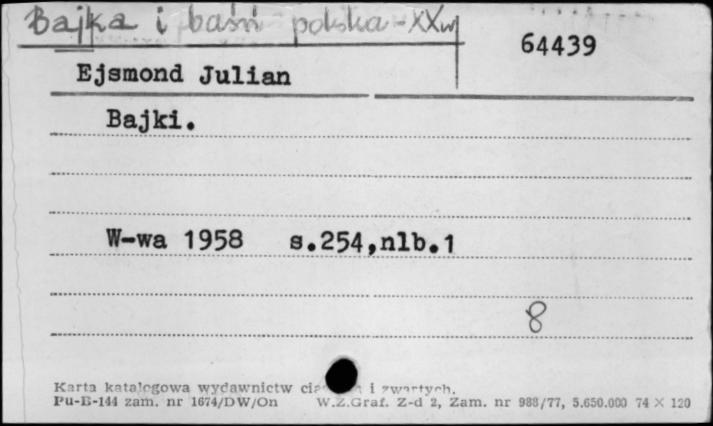 Bajka i baśń polska - XXw
64439
Ejsmond Julian
Bajki.
W-wa 1958 s.254,nlb.1
8
Karta katalogowa wydawnictw i zwartych.
Pu-B-144 zam. nr 1674/DW/On W.Z.Graf. Z-d 2, Zam. nr 988/77, 5.650.000 74 × 120